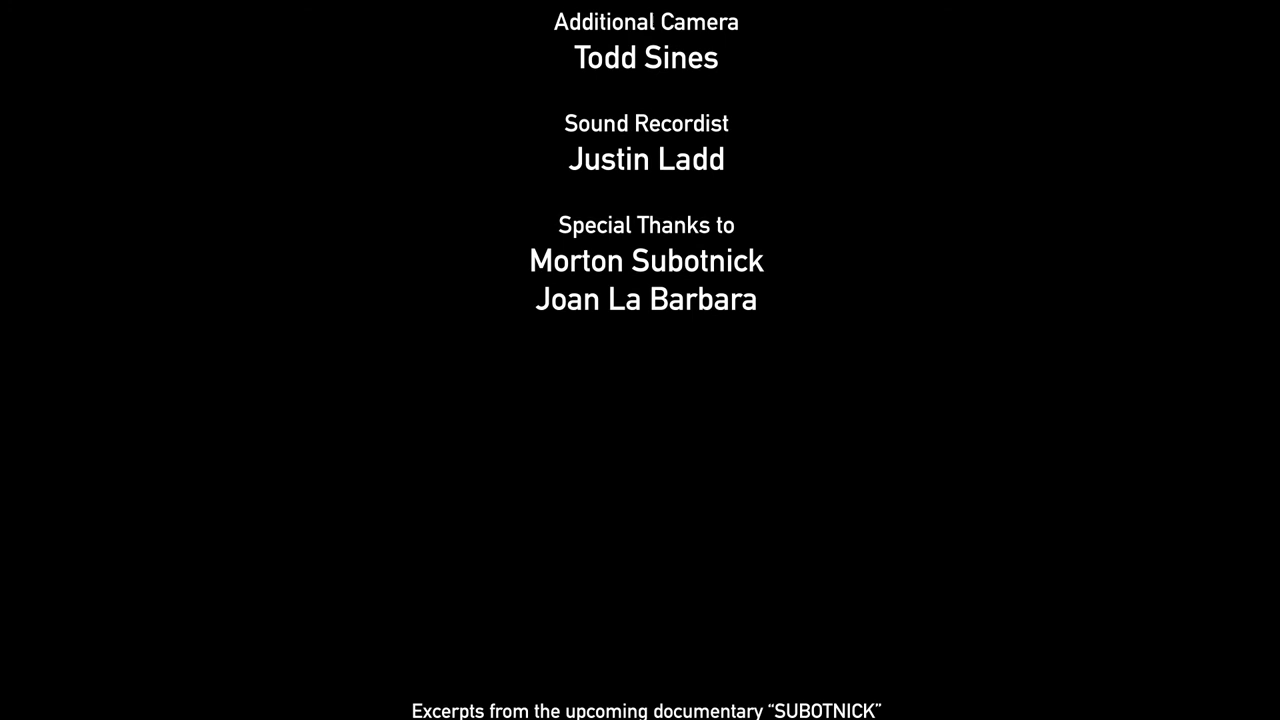 Additional Camera
Todd Sines
Sound Recordist
Justin Ladd
Special Thanks to
Morton Subotnick
Joan La Barbara
Excerpts from the upcoming documentary “SUBOTNICK”